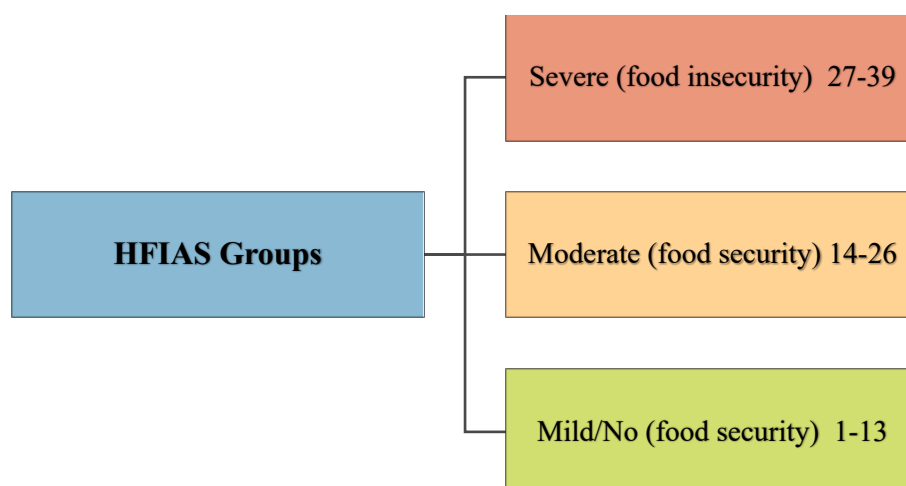 HFIAS Groups
Severe (food insecurity) 27-39
Moderate (food security) 14-26
Mild/No (food security) 1-13